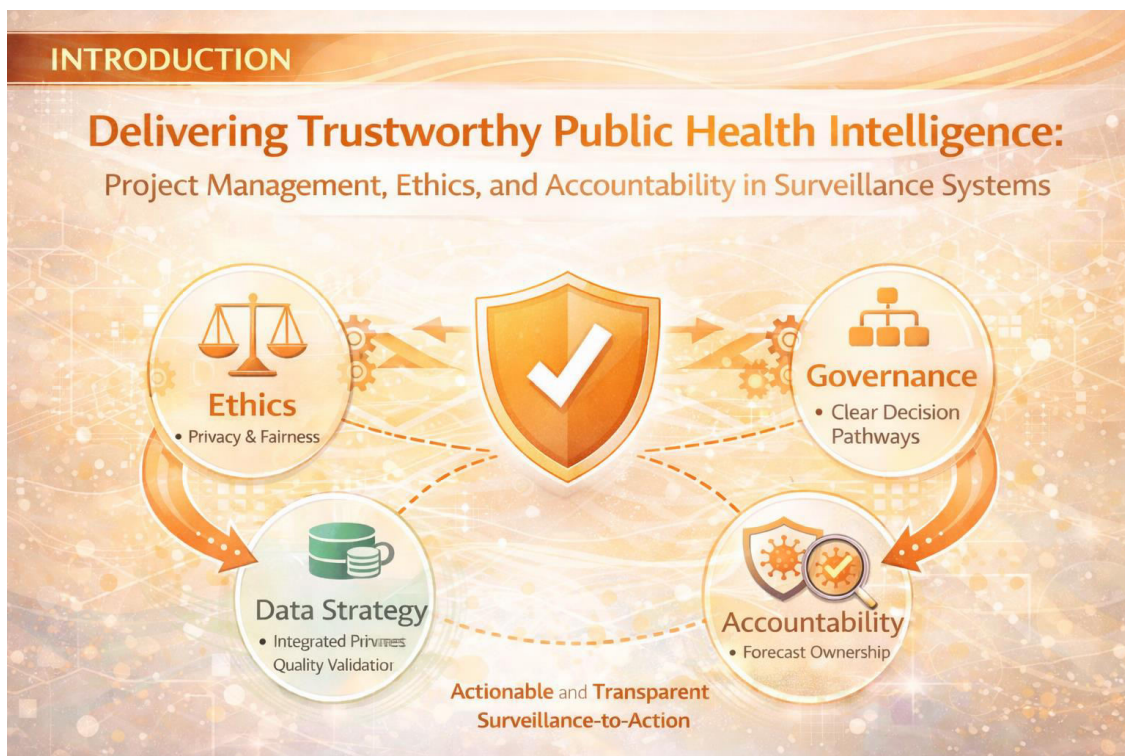 INTRODUCTION
Delivering Trustworthy Public Health Intelligence:
Project Management, Ethics, and Accountability in Surveillance Systems
Ethics
• Privacy & Fairness
Governance
• Clear Decision
Pathways
Data Strategy
• Integrated
Quality Validation
Accountability
• Forecast Ownership
Actionable and Transparent
Surveillance-to-Action